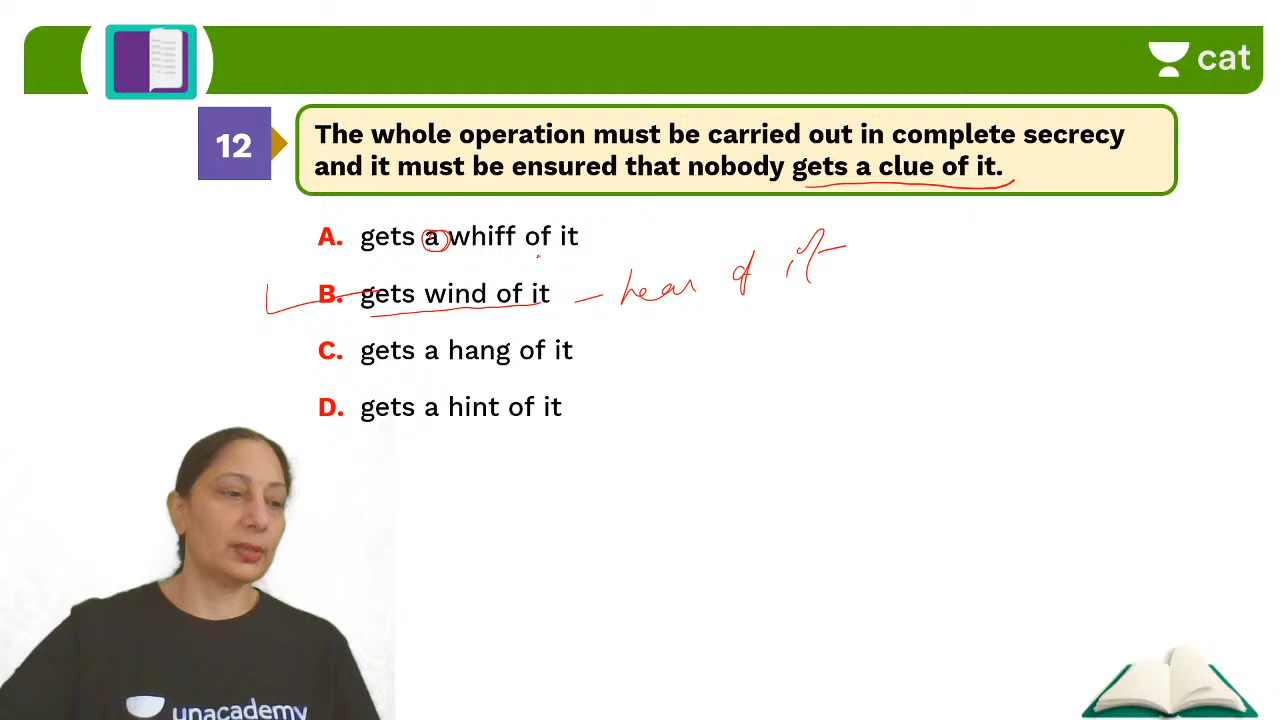 cat
12
The whole operation must be carried out in complete secrecy
and it must be ensured that nobody gets a clue of it.
A. gets a whiff of it
B. gets wind of it – hear of it
C. gets a hang of it
D. gets a hint of it
unacademy